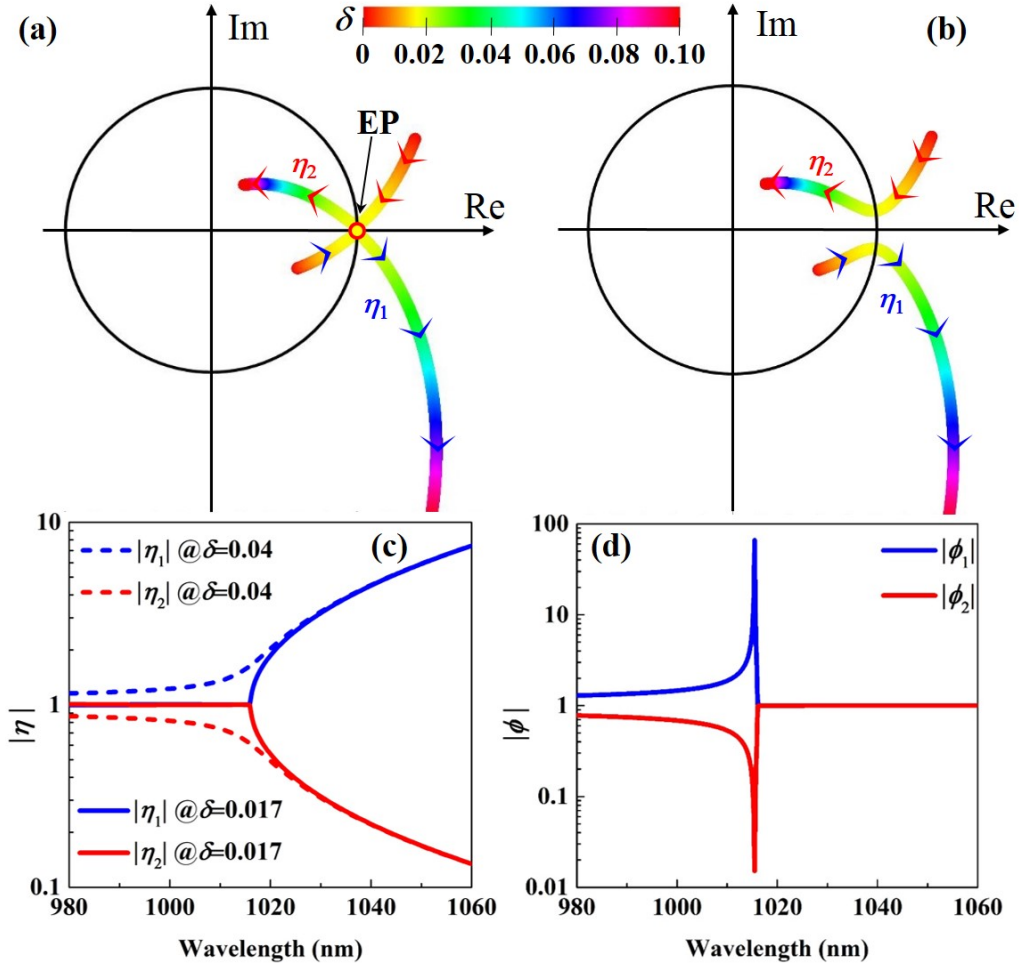 (a)
Im
δ
0 0.02 0.04 0.06 0.08 0.10
Im
(b)
EP
η2
Re
η1
η2
Re
η1
10
1
0.1
|η|
|η1| @δ=0.04
|η2| @δ=0.04
(c)
|η1| @δ=0.017
|η2| @δ=0.017
980 1000 1020 1040 1060
Wavelength (nm)
100
10
1
0.1
0.01
|ϕ|
(d)
|ϕ1|
|ϕ2|
980 1000 1020 1040 1060
Wavelength (nm)